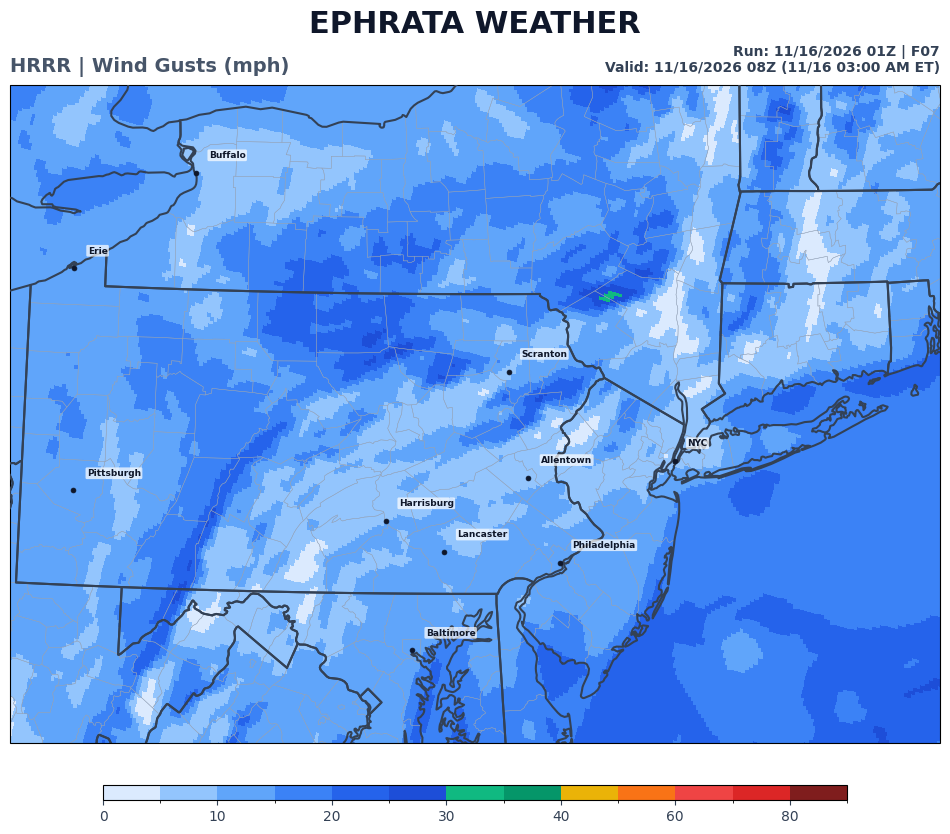 EPHRATA WEATHER
Run: 11/16/2026 01Z | F07
HRRR | Wind Gusts (mph)
Valid: 11/16/2026 08Z (11/16 03:00 AM ET)
Buffalo
Erie
Scranton
NYC
Allentown
Pittsburgh
Harrisburg
Lancaster
Philadelphia
Baltimore
0 10 20 30 40 50 60 70 80